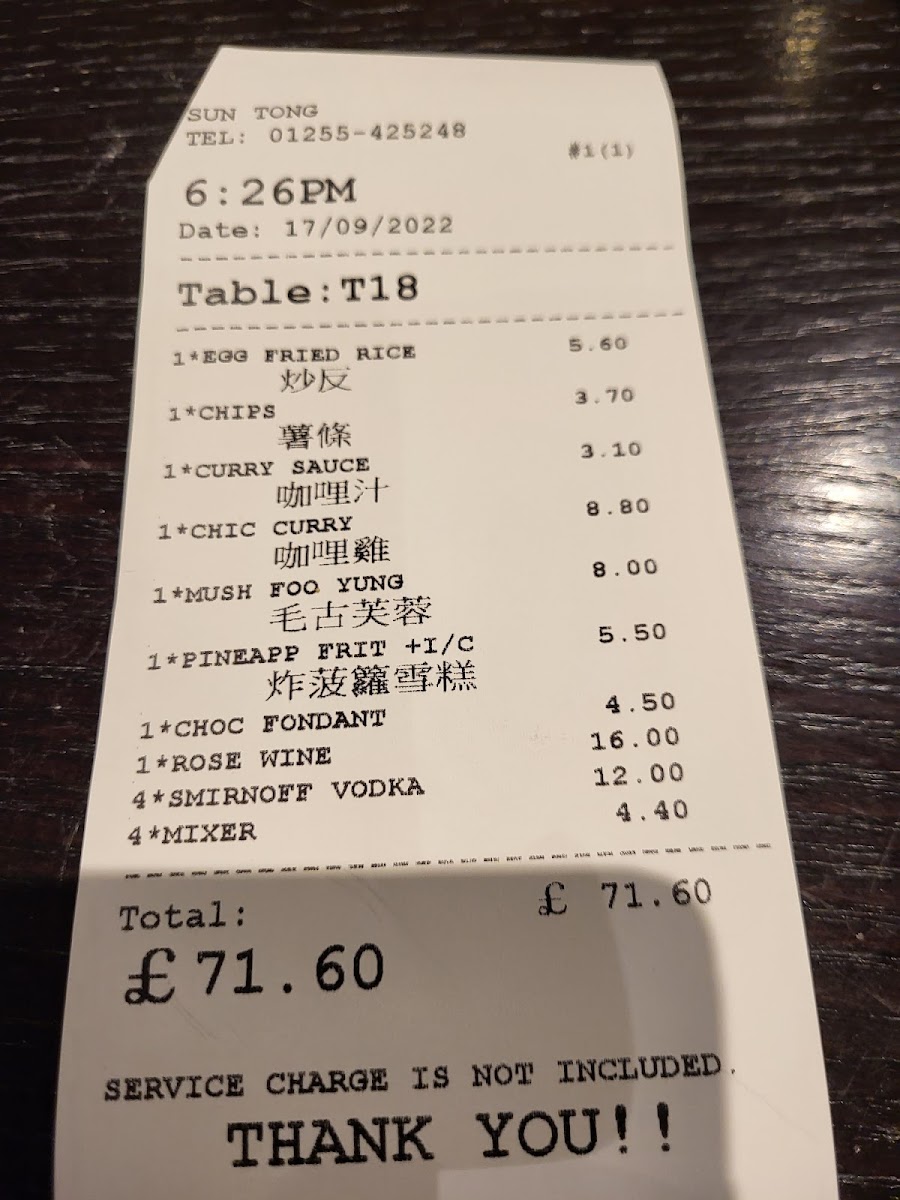 SUN TONG
TEL: 01255-425248
#1(1)
6:26PM
Date: 17/09/2022
Table:T18
1*EGG FRIED RICE 5.60
炒反
1*CHIPS 3.70
薯條
1*CURRY SAUCE 3.10
咖哩汁
1*CHIC CURRY 8.80
咖哩雞
1*MUSH FOO YUNG 8.00
毛古芙蓉
1*PINEAPP FRIT +I/C 5.50
炸菠籮雪糕
1*CHOC FONDANT 4.50
1*ROSE WINE 16.00
4*SMIRNOFF VODKA 12.00
4*MIXER 4.40
Total: £ 71.60
£71.60
SERVICE CHARGE IS NOT INCLUDED.
THANK YOU!!